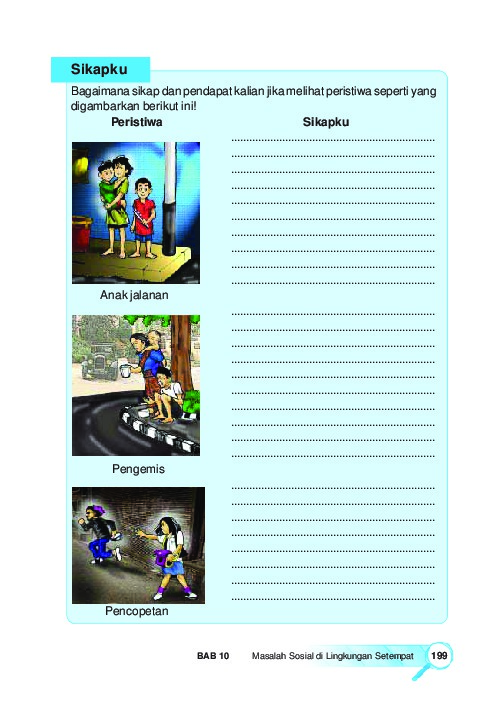 Sikapku
Bagaimana sikap dan pendapat kalian jika melihat peristiwa seperti yang
digambarkan berikut ini!
Peristiwa
Sikapku
Anak jalanan
Pengemis
Pencopetan
BAB 10 Masalah Sosial di Lingkungan Setempat 199